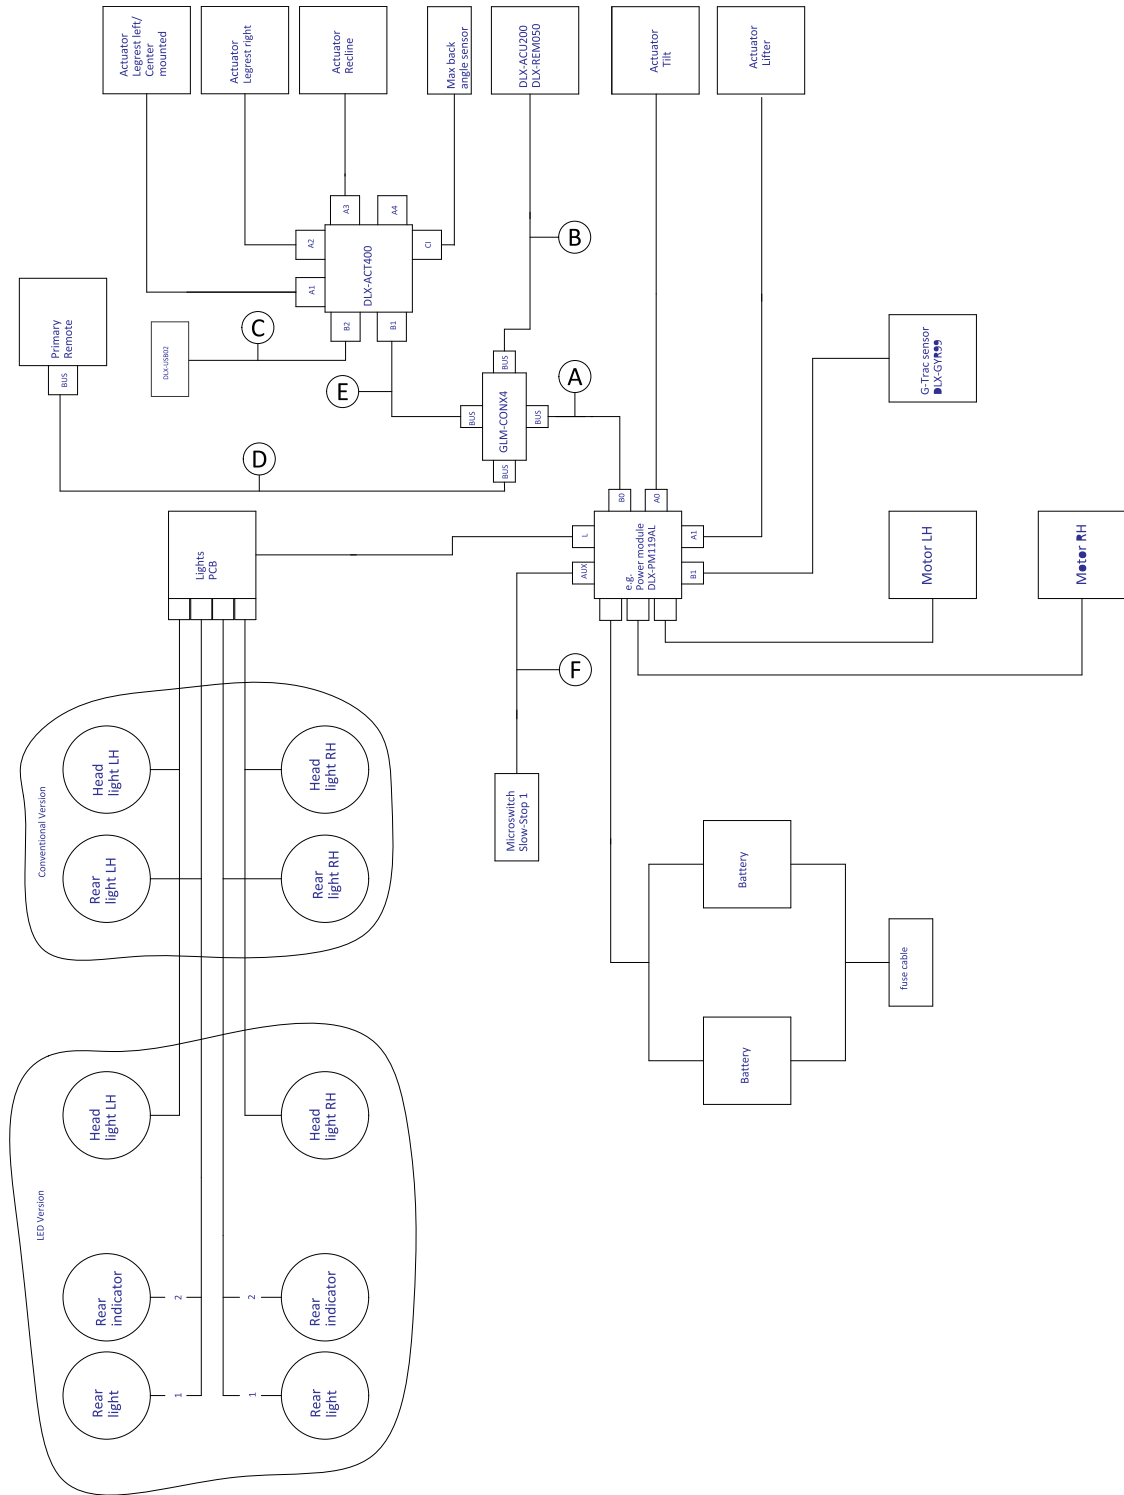 Actuator
Legrest left/
Center
mounted
Actuator
Legrest right
Actuator
Recline
Max back
angle sensor
DLX-ACU200
DLX-REM050
Actuator
Tilt
Actuator
Lifter
A3
A4
A2
CI
A1
DLX-ACT400
B2
B1
B
C
Primary
Remote
BUS
DLX-USB02
E
BUS
BUS
GLM-CONX4
BUS
BUS
A
D
G-Trac sensor
DLX-GYR99
B0
A0
L
A1
AUX
B1
e.g.
Power module
DLX-PM119AL
Lights
PCB
Motor LH
Motor RH
F
Microswitch
Slow-Stop 1
Conventional Version
Head
light LH
Head
light RH
Rear
light LH
Rear
light RH
Battery
Battery
fuse cable
LED Version
Head
light LH
Head
light RH
Rear
indicator
2
2
Rear
indicator
Rear
light
1
1
Rear
light